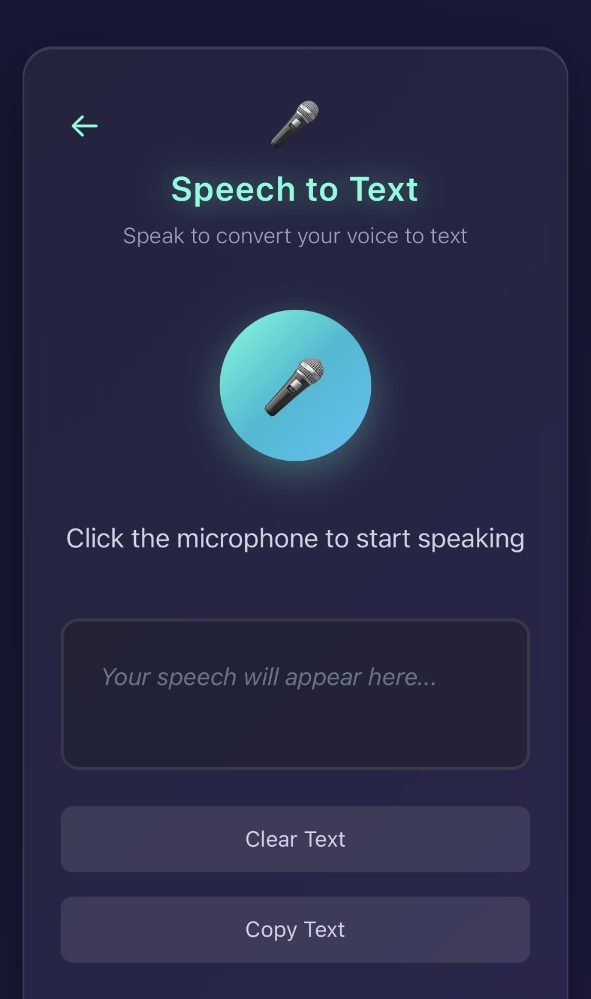 Speech to Text
Speak to convert your voice to text
Click the microphone to start speaking
Your speech will appear here...
Clear Text
Copy Text